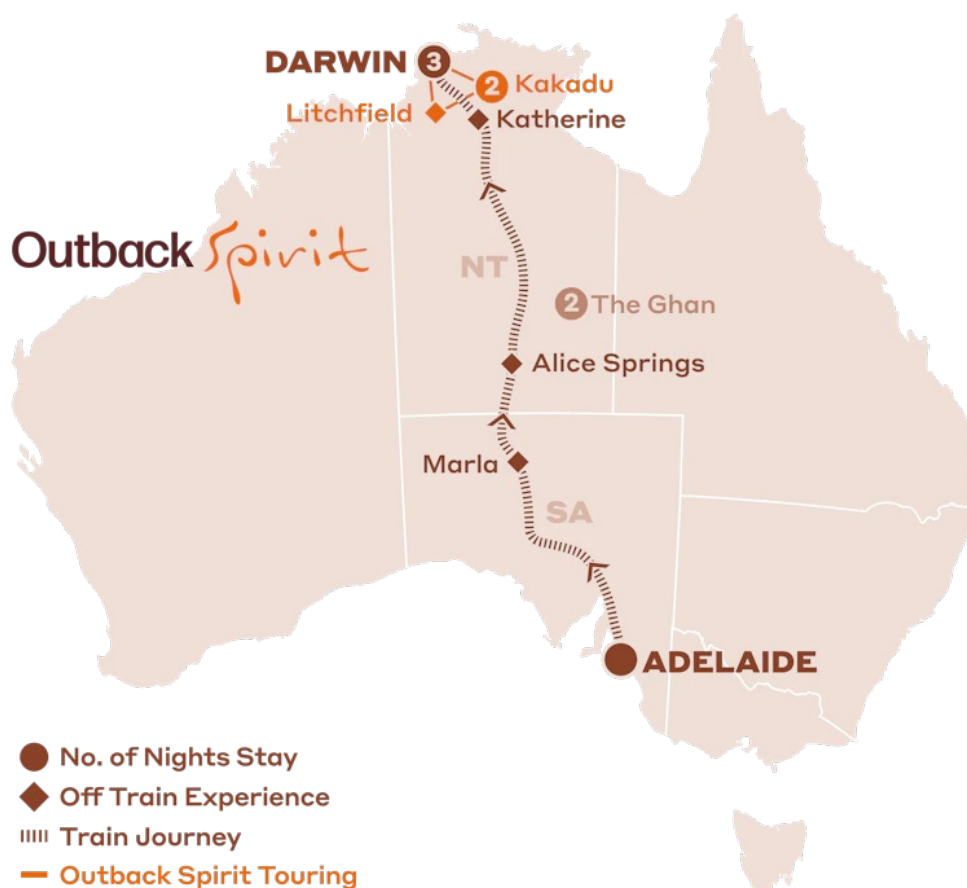 DARWIN 3
2 Kakadu
Litchfield
Katherine
Outback Spirit
NT
2 The Ghan
Alice Springs
Marla
SA
ADELAIDE
No. of Nights Stay
Off Train Experience
Train Journey
Outback Spirit Touring